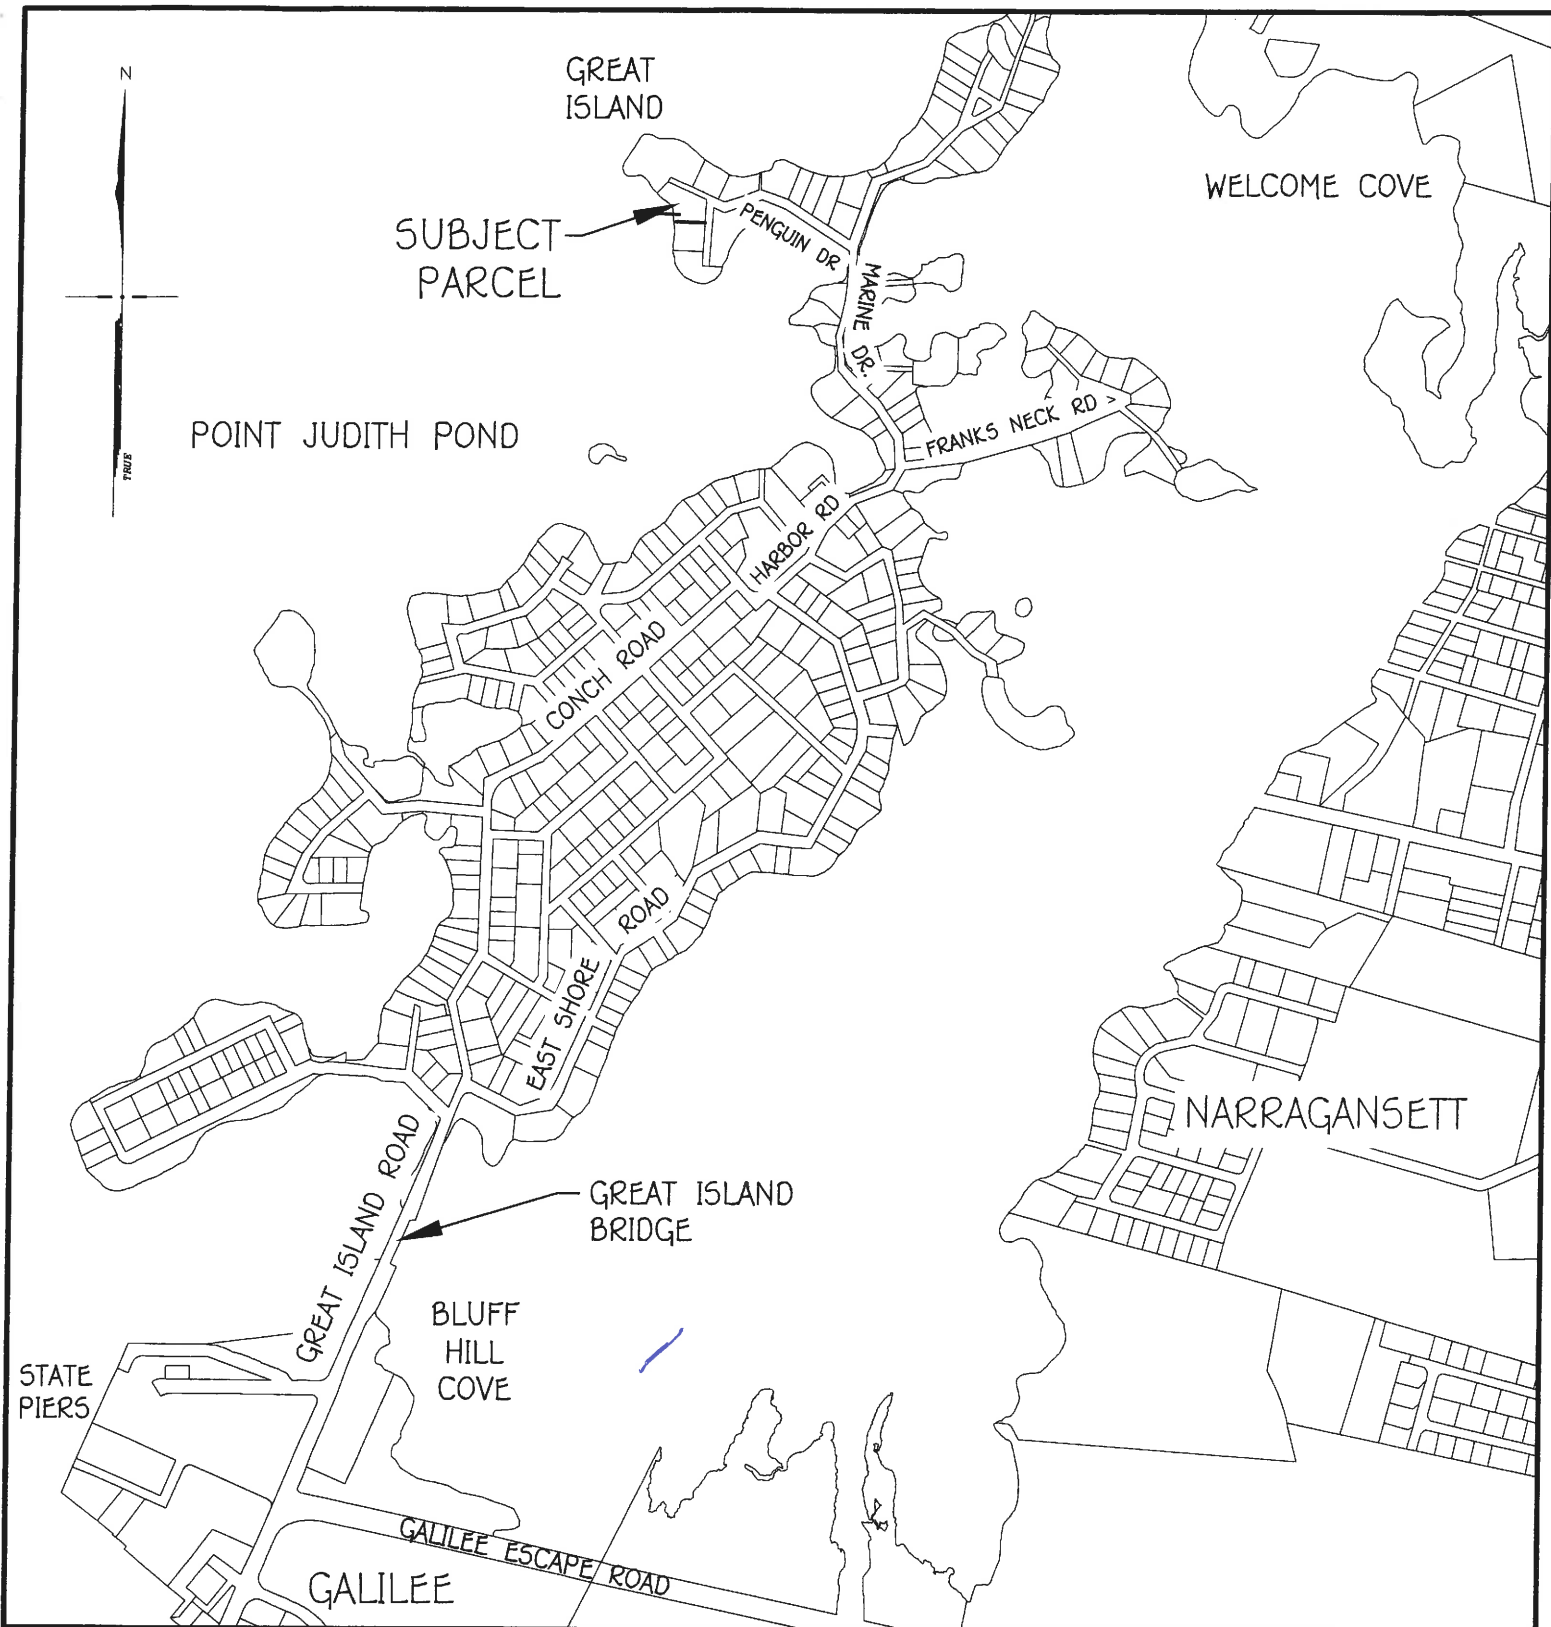 N
GREAT
ISLAND
WELCOME COVE
SUBJECT
PARCEL
PENGUIN DR
MARINE DR.
FRANKS NECK RD >
POINT JUDITH POND
TRUE
HARBOR RD
CONCH ROAD
EAST SHORE ROAD
NARRAGANSETT
GREAT ISLAND ROAD
GREAT ISLAND
BRIDGE
BLUFF
HILL
COVE
STATE
PIERS
GALILEE ESCAPE ROAD
GALILEE